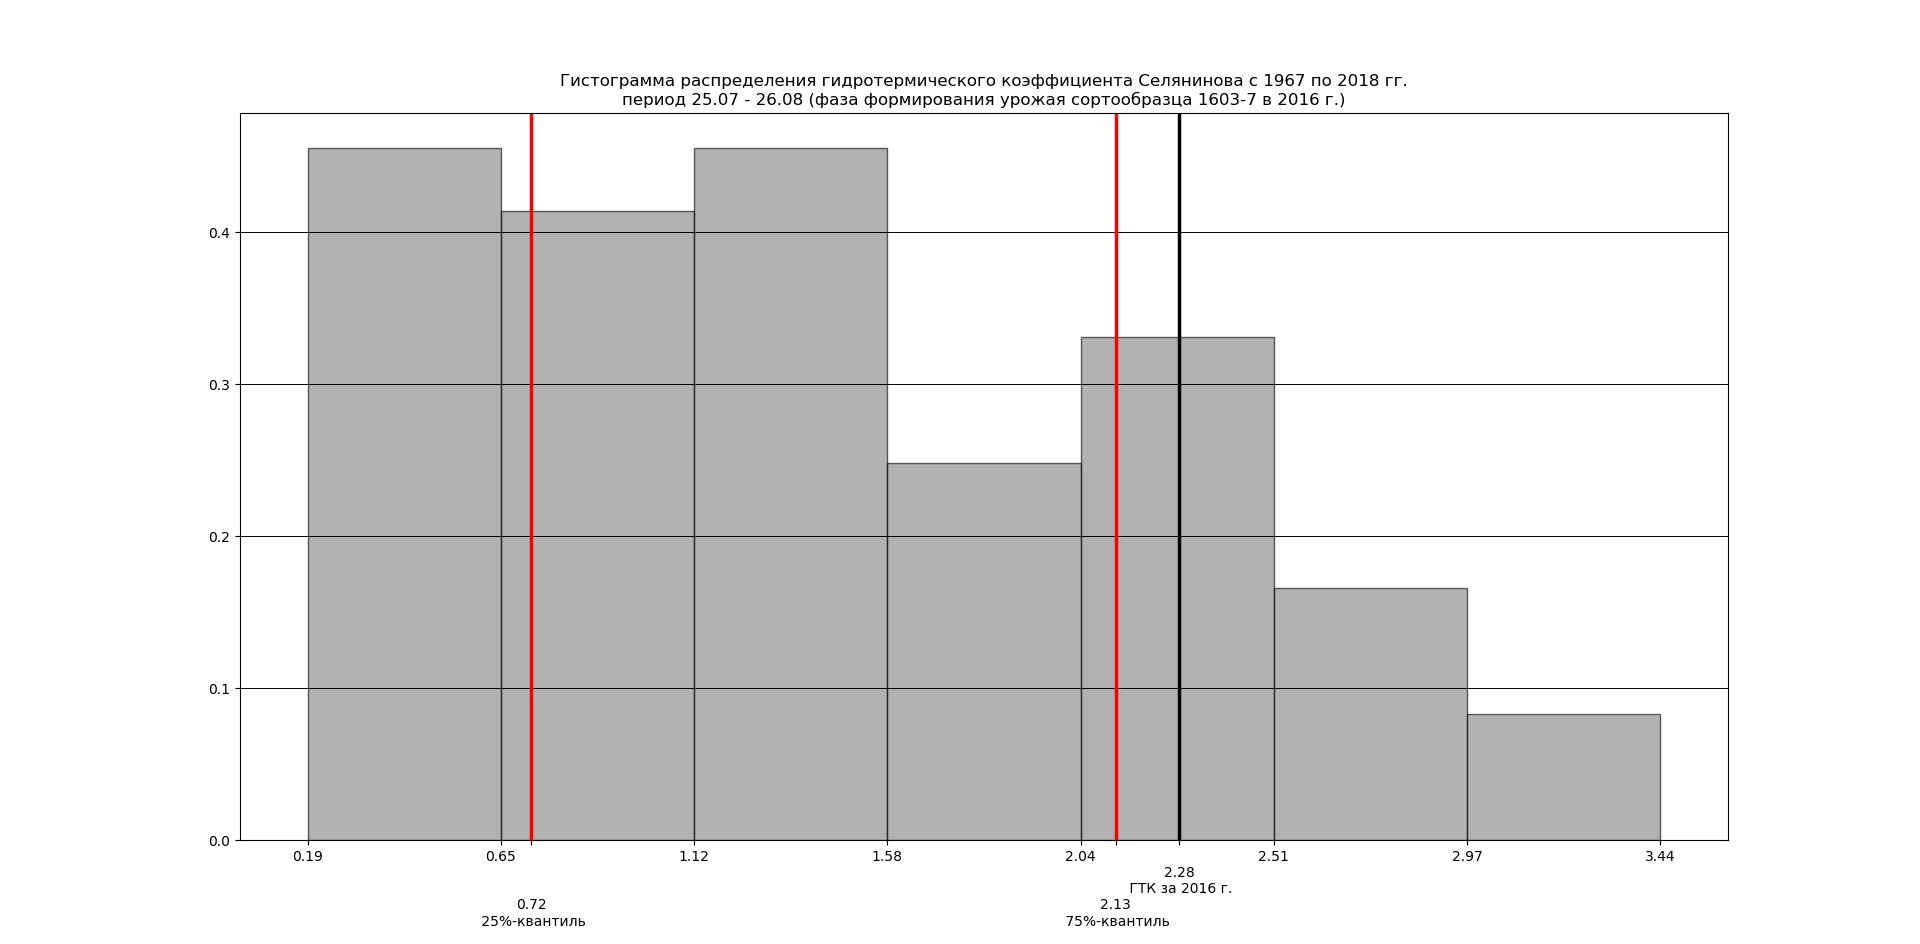 Гистограмма распределения гидротермического коэффициента Селянинова с 1967 по 2018 гг.
период 25.07 - 26.08 (фаза формирования урожая сортообразца 1603-7 в 2016 г.)
0.4
0.3
0.2
0.1
0.0
0.19 0.65 1.12 1.58 2.04 2.51 2.97 3.44
2.28
ГТК за 2016 г.
0.72 2.13
25%-квантиль 75%-квантиль